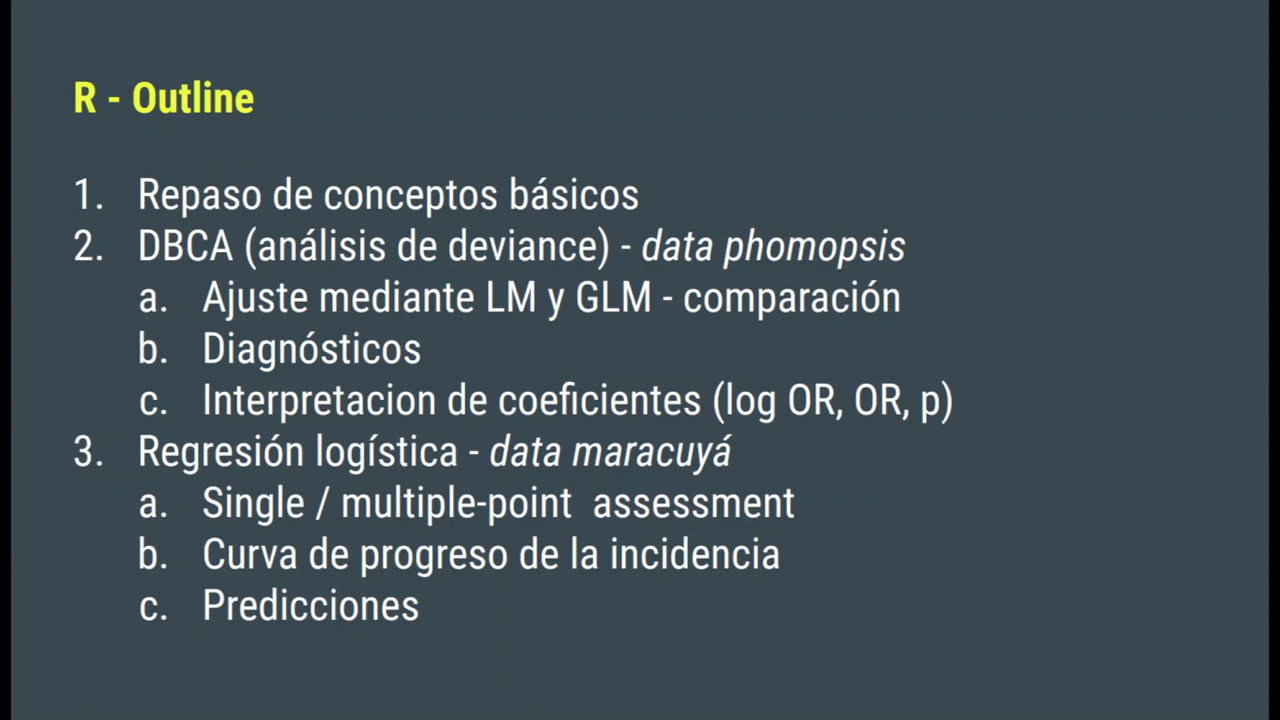 R - Outline
1. Repaso de conceptos básicos
2. DBCA (análisis de deviance) - data phomopsis
a. Ajuste mediante LM y GLM - comparación
b. Diagnósticos
c. Interpretacion de coeficientes (log OR, OR, p)
3. Regresión logística - data maracuyá
a. Single / multiple-point assessment
b. Curva de progreso de la incidencia
c. Predicciones